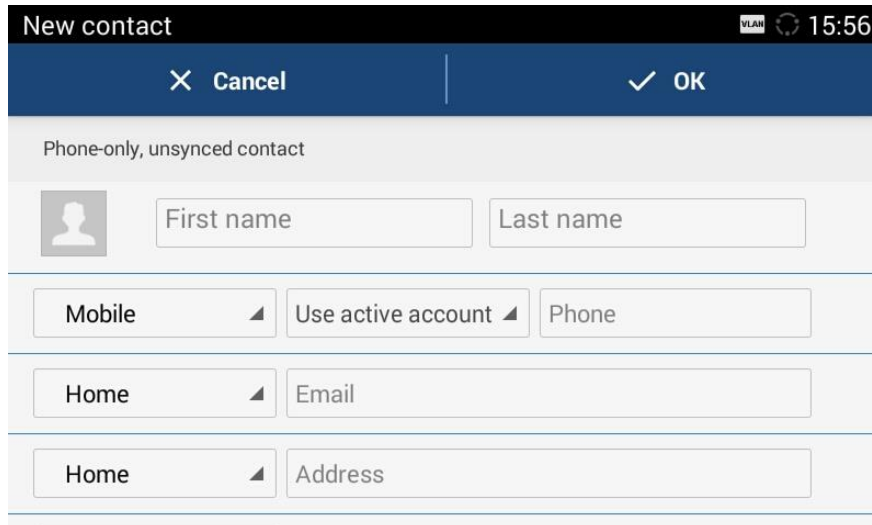 New contact VLAN 15:56
Cancel OK
Phone-only, unsynced contact
First name Last name
Mobile Use active account Phone
Home Email
Home Address